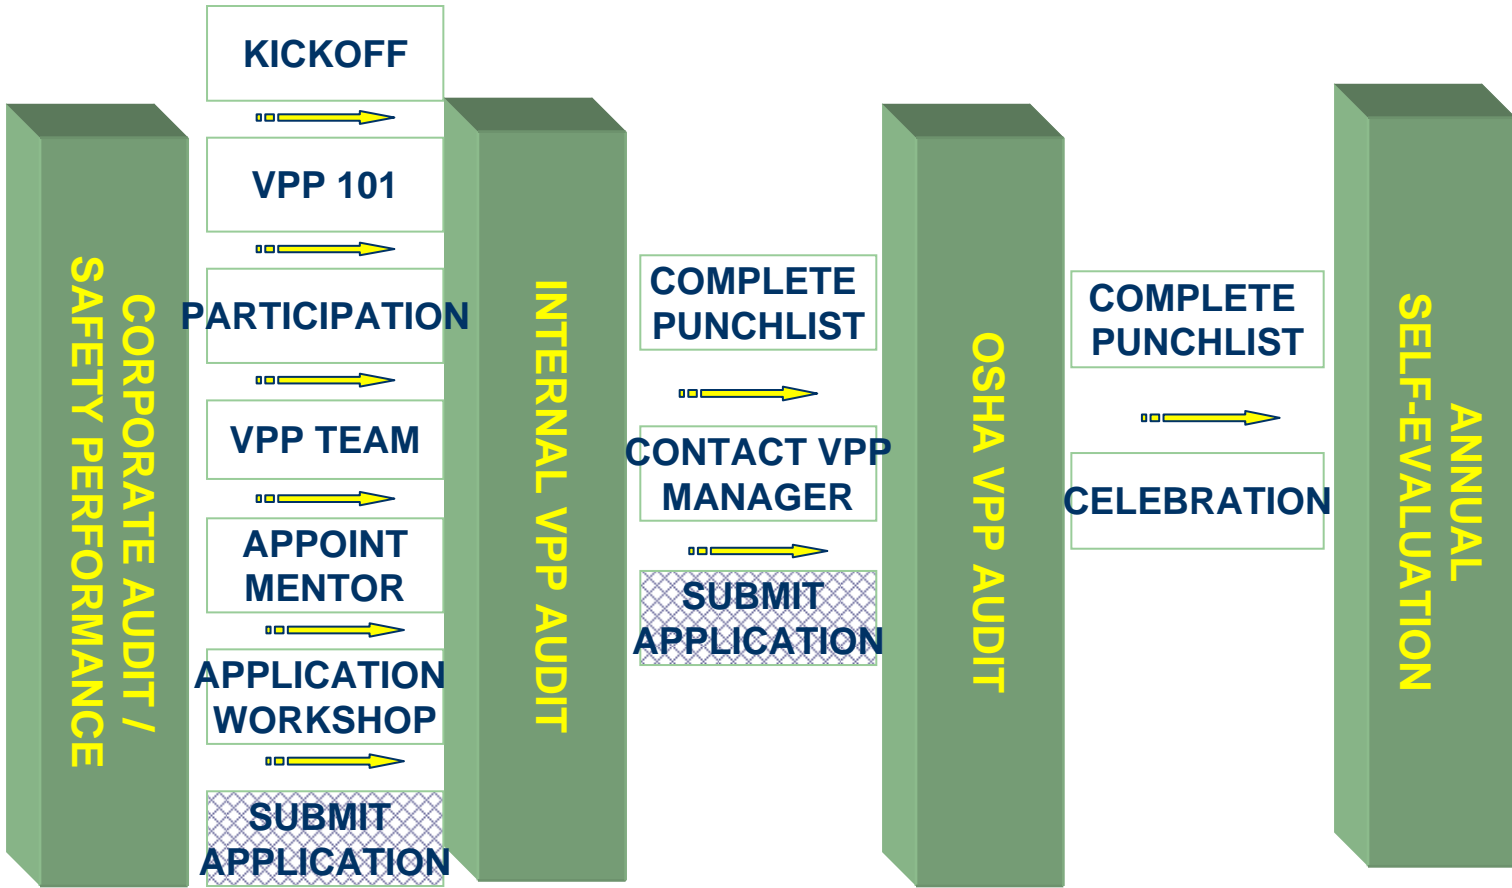 CORPORATE AUDIT /
SAFETY PERFORMANCE
KICKOFF
VPP 101
PARTICIPATION
VPP TEAM
APPOINT
MENTOR
APPLICATION
WORKSHOP
SUBMIT
APPLICATION
INTERNAL VPP AUDIT
COMPLETE
PUNCHLIST
CONTACT VPP
MANAGER
SUBMIT
APPLICATION
OSHA VPP AUDIT
COMPLETE
PUNCHLIST
CELEBRATION
ANNUAL
SELF-EVALUATION